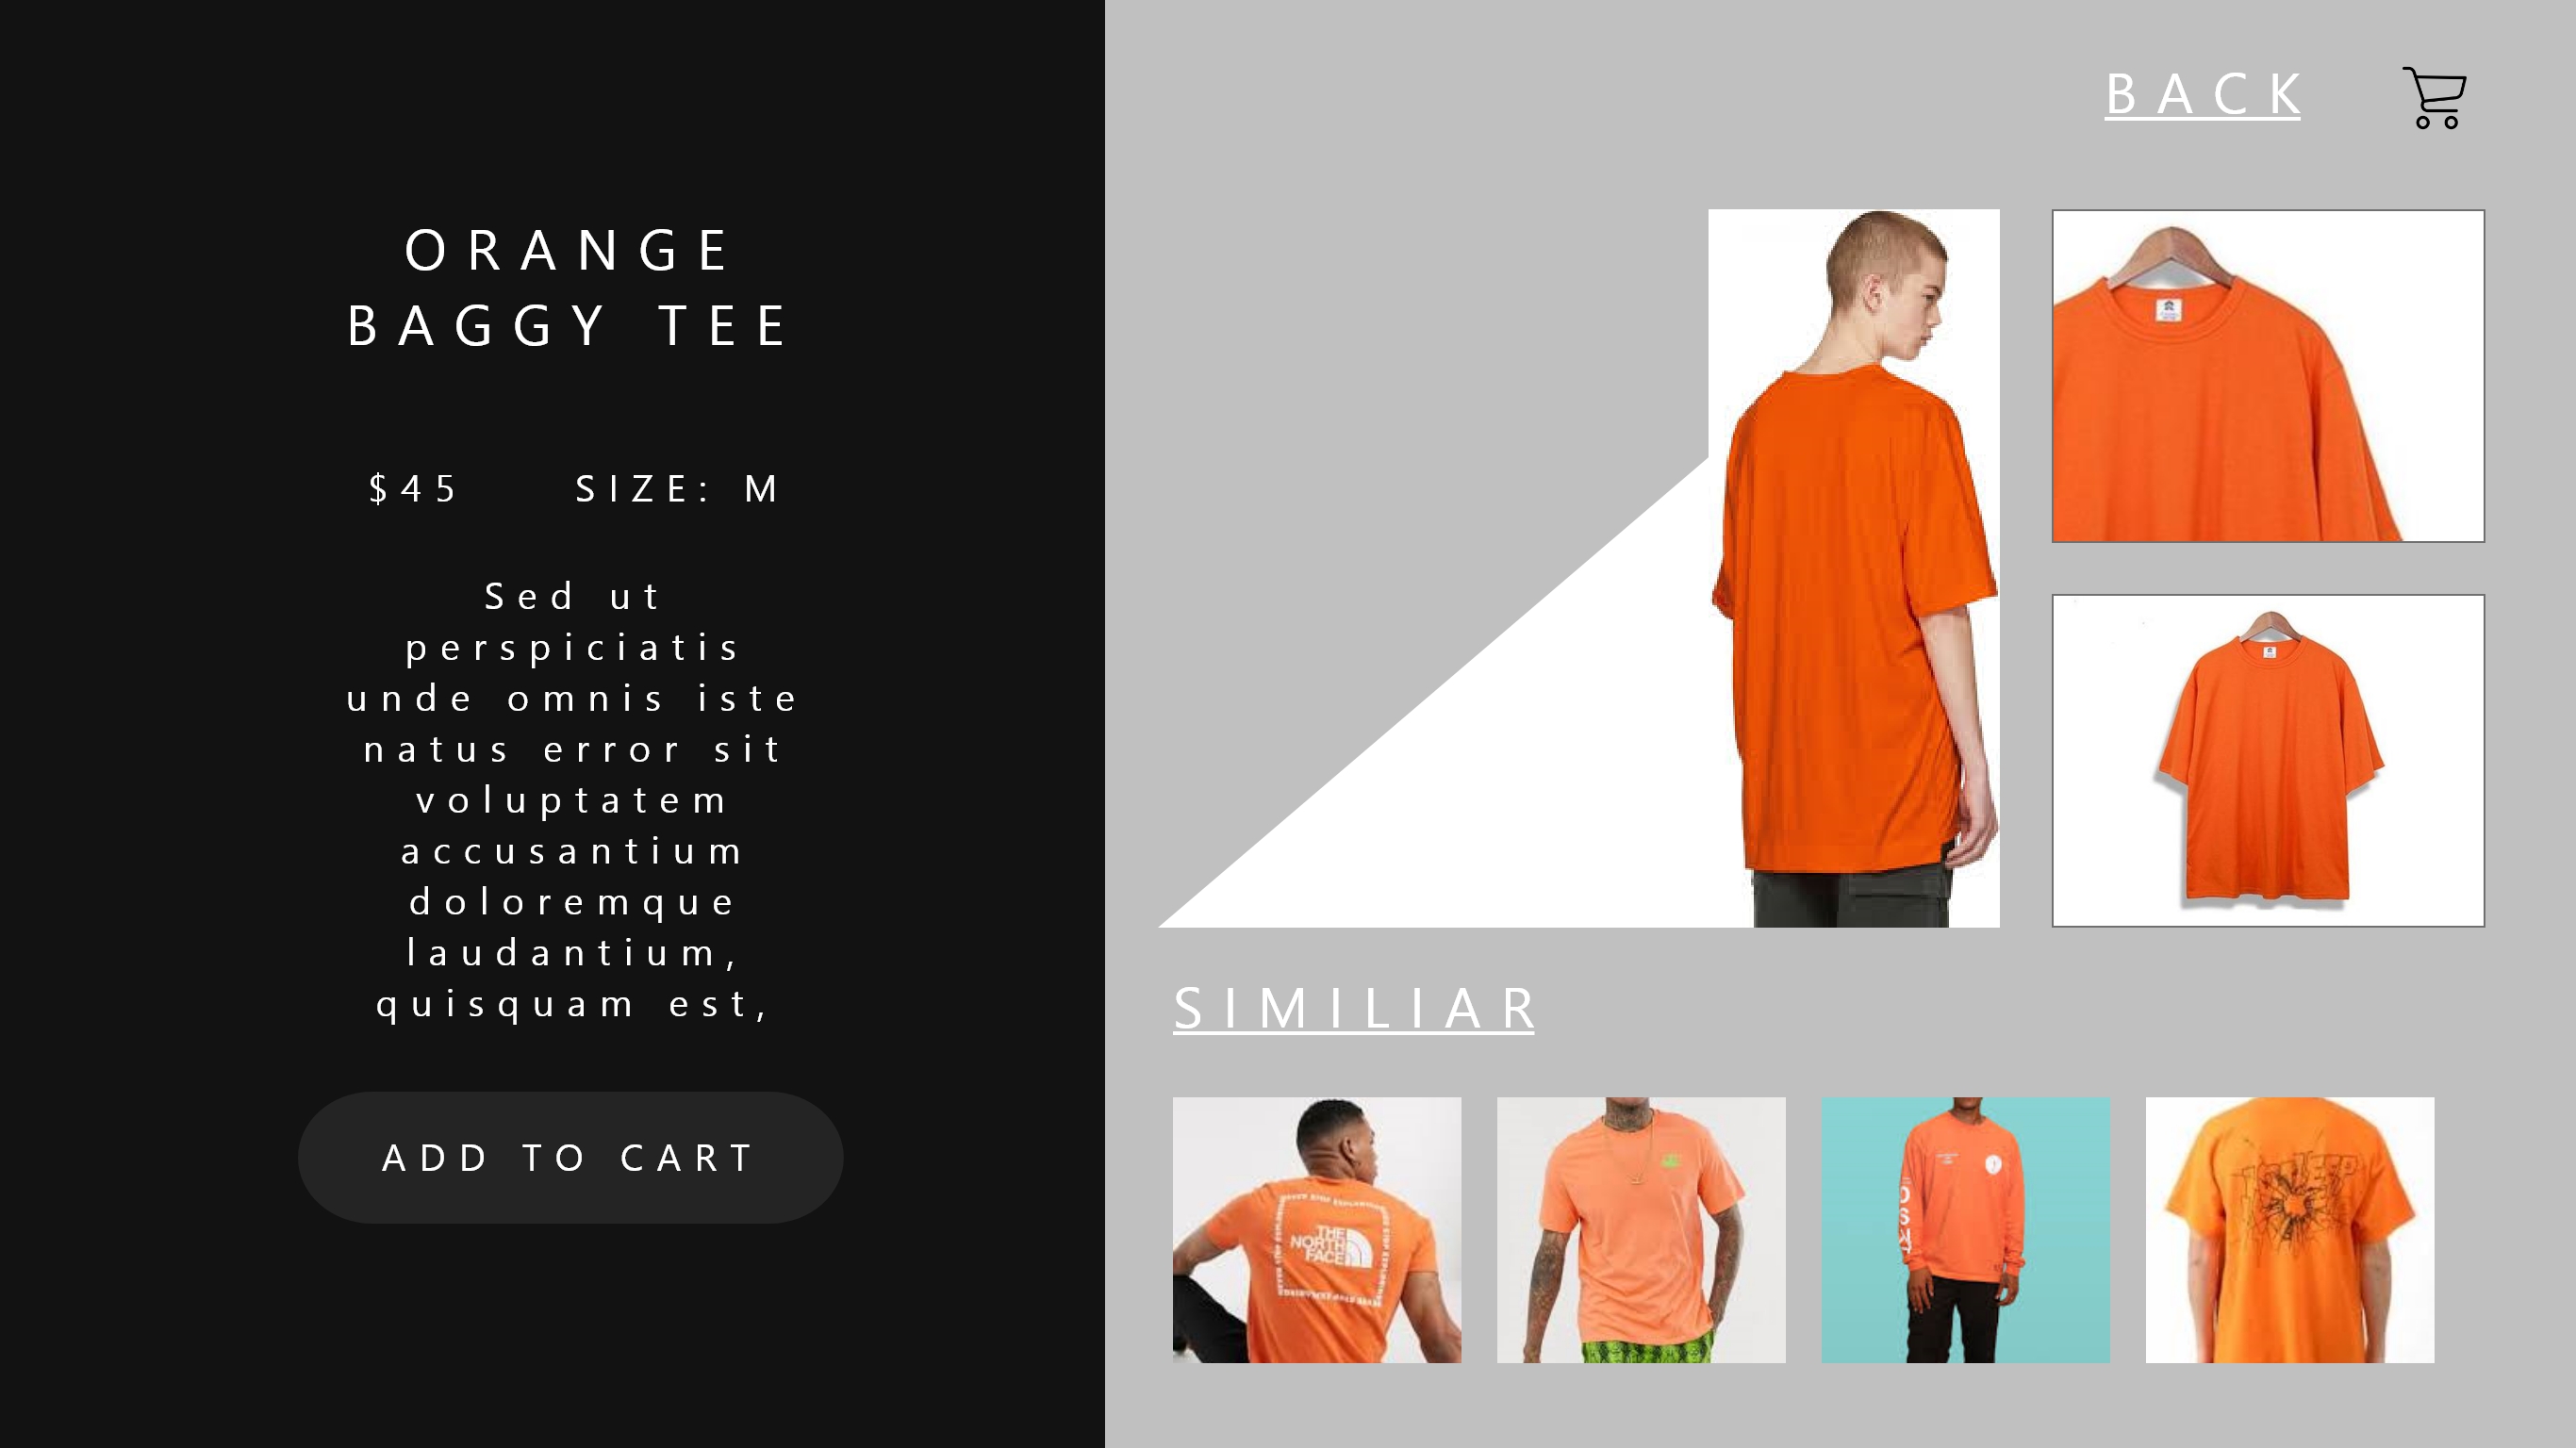 BACK
ORANGE
BAGGY TEE
$45 SIZE: M
Sed ut
perspiciatis
unde omnis iste
natus error sit
voluptatem
accusantium
doloremque
laudantium,
quisquam est,
ADD TO CART
SIMILIAR
THE
NORTH
FACE